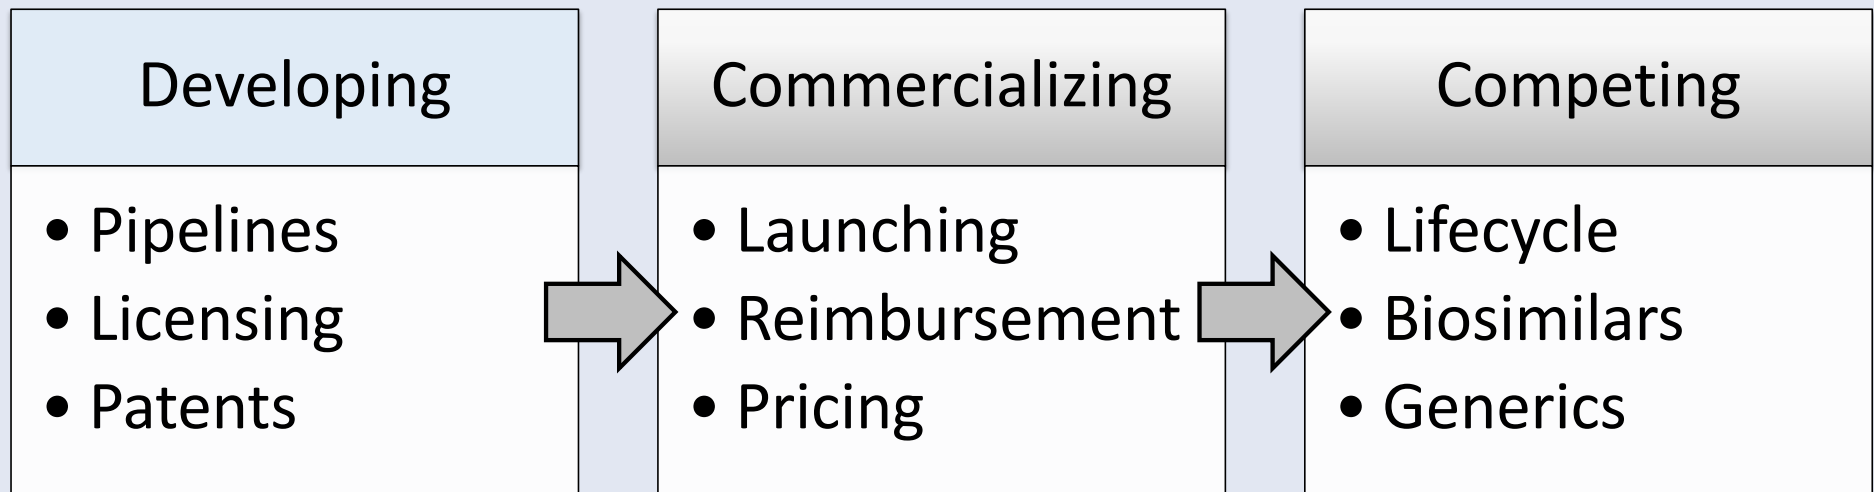 Developing
• Pipelines
• Licensing
• Patents
Commercializing
• Launching
• Reimbursement
• Pricing
Competing
• Lifecycle
• Biosimilars
• Generics